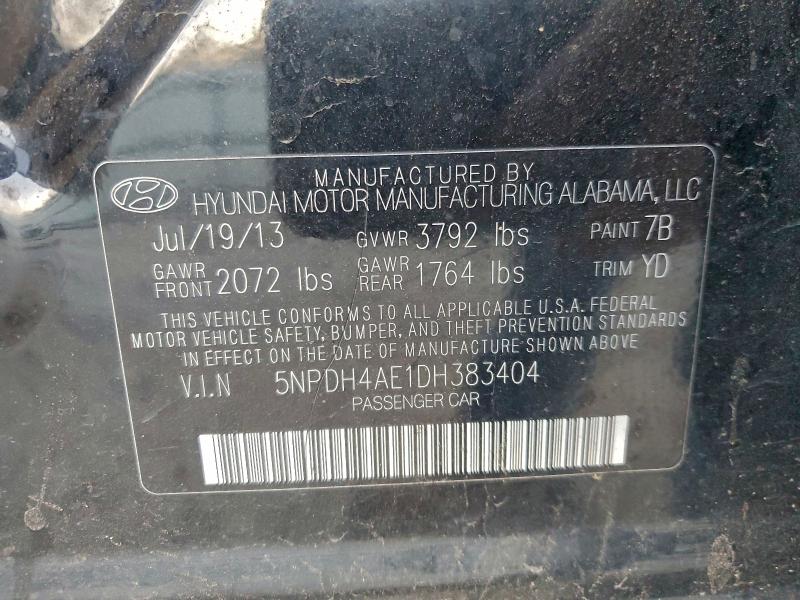 MANUFACTURED BY
HYUNDAI MOTOR MANUFACTURING ALABAMA, LLC
Jul/19/13 GVWR 3792 lbs PAINT 7B
GAWR FRONT 2072 lbs GAWR REAR 1764 lbs TRIM YD
THIS VEHICLE CONFORMS TO ALL APPLICABLE U.S.A. FEDERAL
MOTOR VEHICLE SAFETY, BUMPER, AND THEFT PREVENTION STANDARDS
IN EFFECT ON THE DATE OF MANUFACTURE SHOWN ABOVE
V.I.N 5NPDH4AE1DH383404
PASSENGER CAR